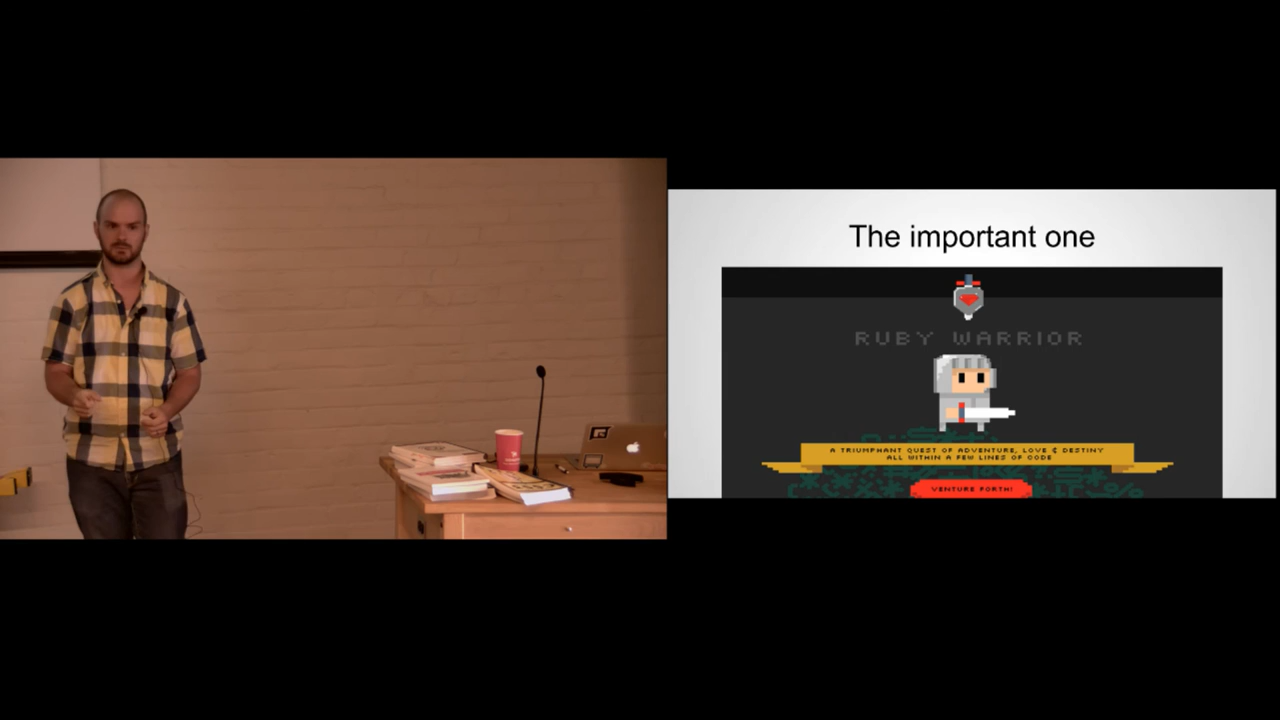 The important one
RUBY WARRIOR
A TRIUMPHANT QUEST OF ADVENTURE, LOVE & DESTINY
ALL WITHIN A FEW LINES OF CODE
VENTURE FORTH!